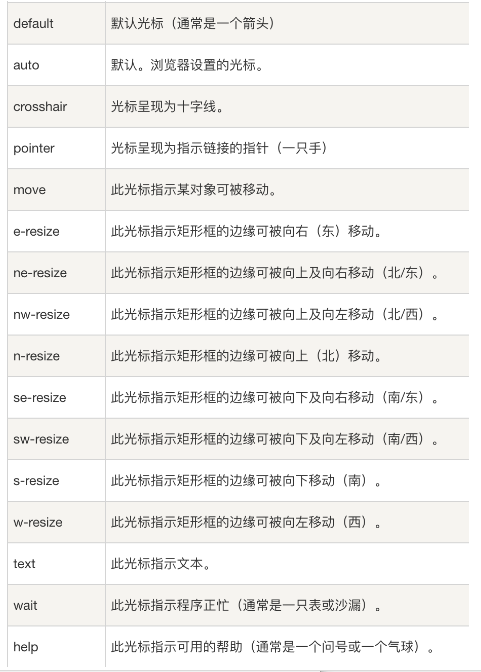 default 默认光标（通常是一个箭头）
auto 默认。浏览器设置的光标。
crosshair 光标呈现为十字线。
pointer 光标呈现为指示链接的指针（一只手）
move 此光标指示某对象可被移动。
e-resize 此光标指示矩形框的边缘可被向右（东）移动。
ne-resize 此光标指示矩形框的边缘可被向上及向右移动（北/东）。
nw-resize 此光标指示矩形框的边缘可被向上及向左移动（北/西）。
n-resize 此光标指示矩形框的边缘可被向上（北）移动。
se-resize 此光标指示矩形框的边缘可被向下及向右移动（南/东）。
sw-resize 此光标指示矩形框的边缘可被向下及向左移动（南/西）。
s-resize 此光标指示矩形框的边缘可被向下移动（南）。
w-resize 此光标指示矩形框的边缘可被向左移动（西）。
text 此光标指示文本。
wait 此光标指示程序正忙（通常是一只表或沙漏）。
help 此光标指示可用的帮助（通常是一个问号或一个气球）。